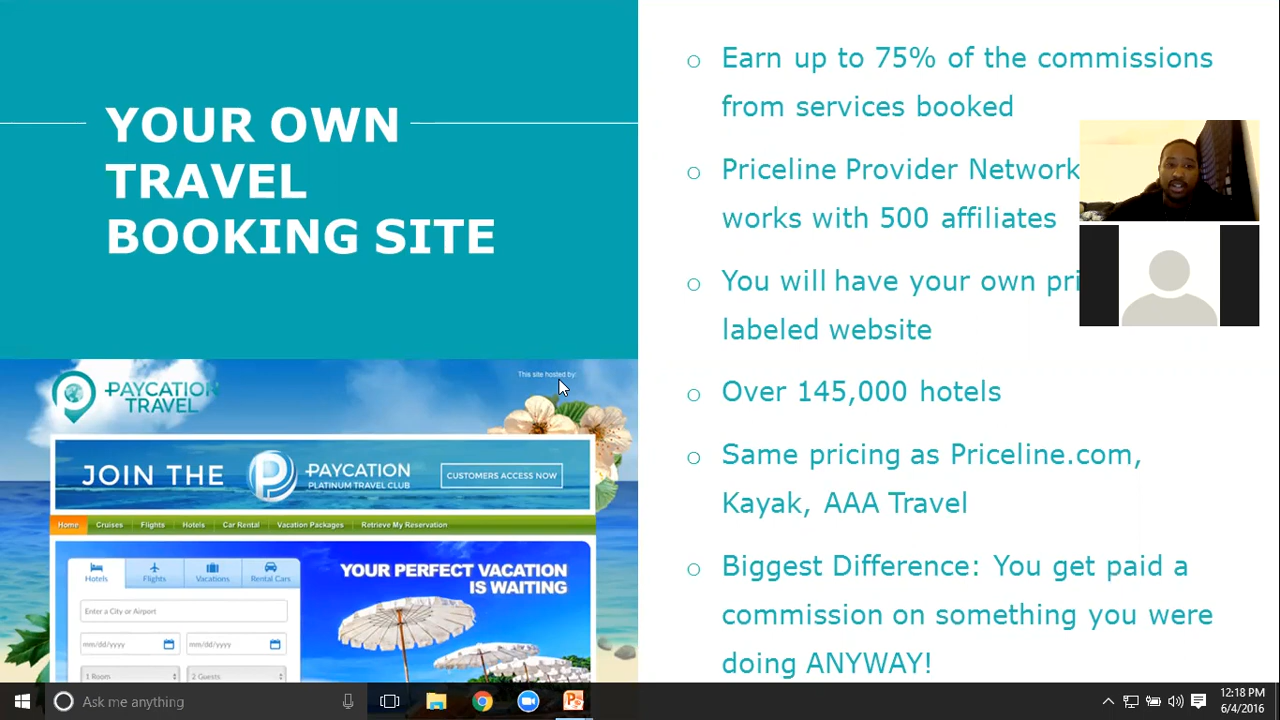 YOUR OWN
TRAVEL
BOOKING SITE
This site hosted by:
PAYCATION
TRAVEL
JOIN THE
PAYCATION
PLATINUM TRAVEL CLUB
CUSTOMERS ACCESS NOW
Home Cruises Flights Hotels Car Rental Vacation Packages Retrieve My Reservation
Hotels Flights Vacations Rental Cars
YOUR PERFECT VACATION
IS WAITING
Enter a City or Airport
mm/dd/yyyy mm/dd/yyyy
1 Room 2 Guests
o Earn up to 75% of the commissions
from services booked
o Priceline Provider Network
works with 500 affiliates
o You will have your own
labeled website
o Over 145,000 hotels
o Same pricing as Priceline.com,
Kayak, AAA Travel
o Biggest Difference: You get paid a
commission on something you were
doing ANYWAY!
Ask me anything
12:18 PM
6/4/2016